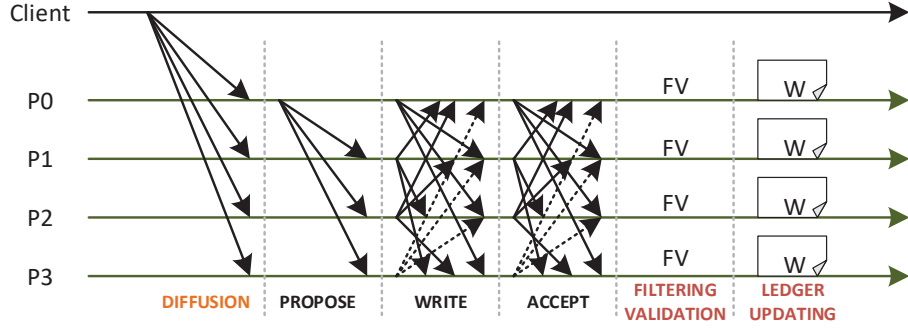 Client
P0 FV W
P1 FV W
P2 FV W
P3 FV W
DIFFUSION PROPOSE WRITE ACCEPT FILTERING VALIDATION LEDGER UPDATING